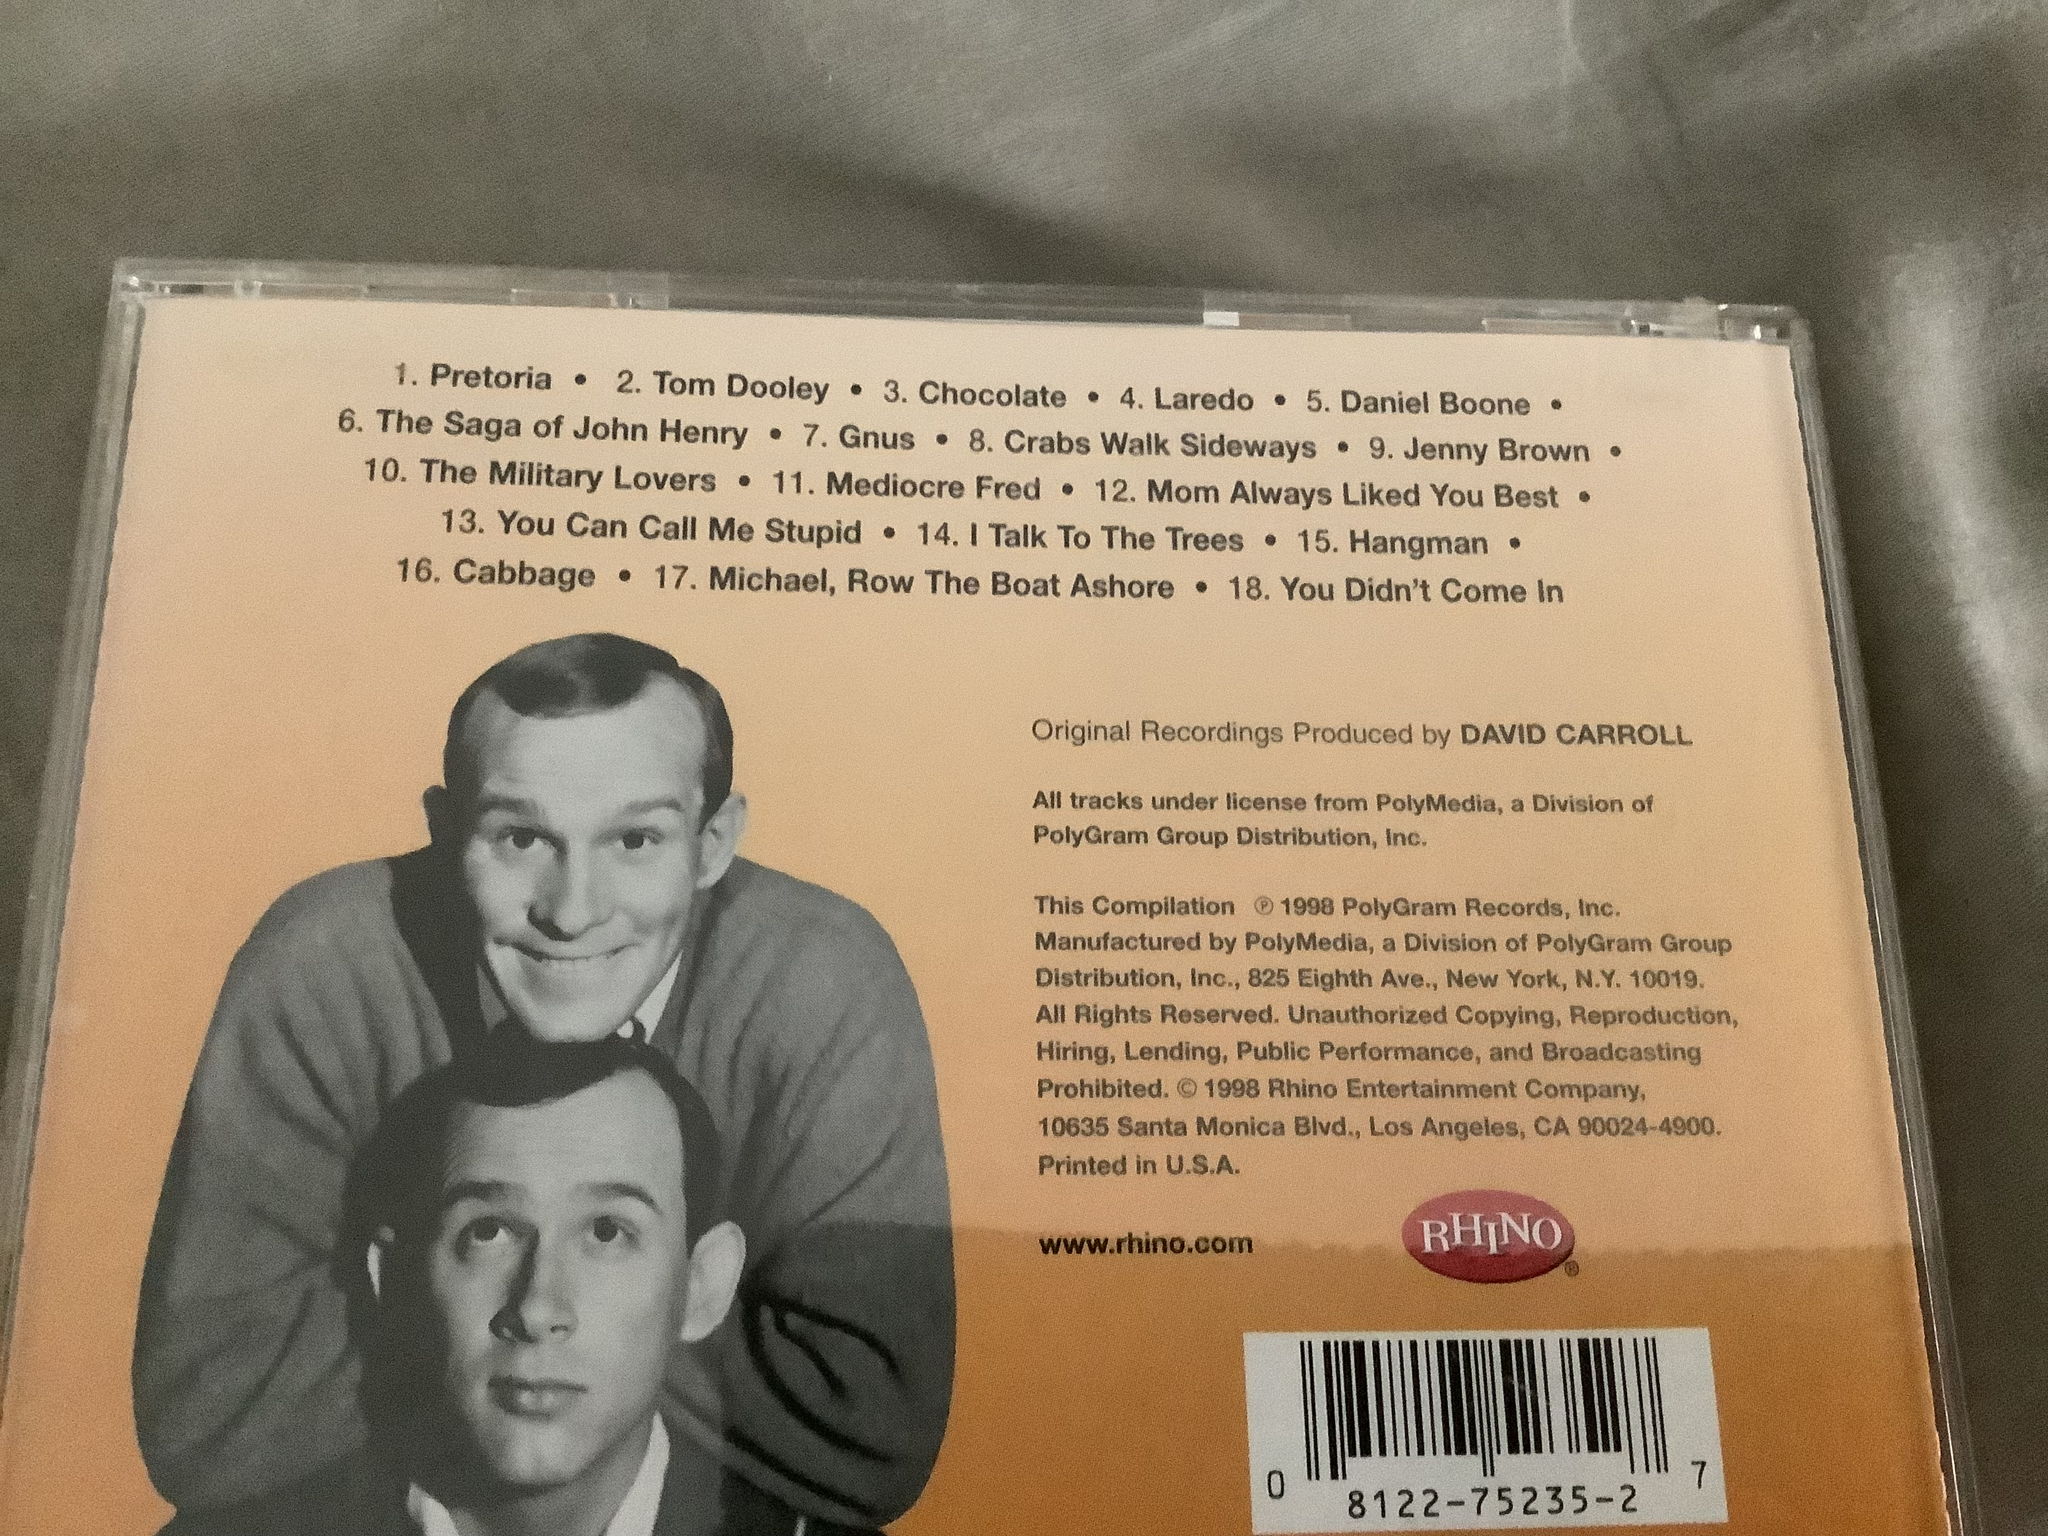 1. Pretoria • 2. Tom Dooley • 3. Chocolate • 4. Laredo • 5. Daniel Boone •
6. The Saga of John Henry • 7. Gnus • 8. Crabs Walk Sideways • 9. Jenny Brown •
10. The Military Lovers • 11. Mediocre Fred • 12. Mom Always Liked You Best •
13. You Can Call Me Stupid • 14. I Talk To The Trees • 15. Hangman •
16. Cabbage • 17. Michael, Row The Boat Ashore • 18. You Didn't Come In
Original Recordings Produced by DAVID CARROLL
All tracks under license from PolyMedia, a Division of
PolyGram Group Distribution, Inc.
This Compilation ℗ 1998 PolyGram Records, Inc.
Manufactured by PolyMedia, a Division of PolyGram Group
Distribution, Inc., 825 Eighth Ave., New York, N.Y. 10019.
All Rights Reserved. Unauthorized Copying, Reproduction,
Hiring, Lending, Public Performance, and Broadcasting
Prohibited. © 1998 Rhino Entertainment Company,
10635 Santa Monica Blvd., Los Angeles, CA 90024-4900.
Printed in U.S.A.
www.rhino.com
RHINO ®
0 8122-75235-2 7